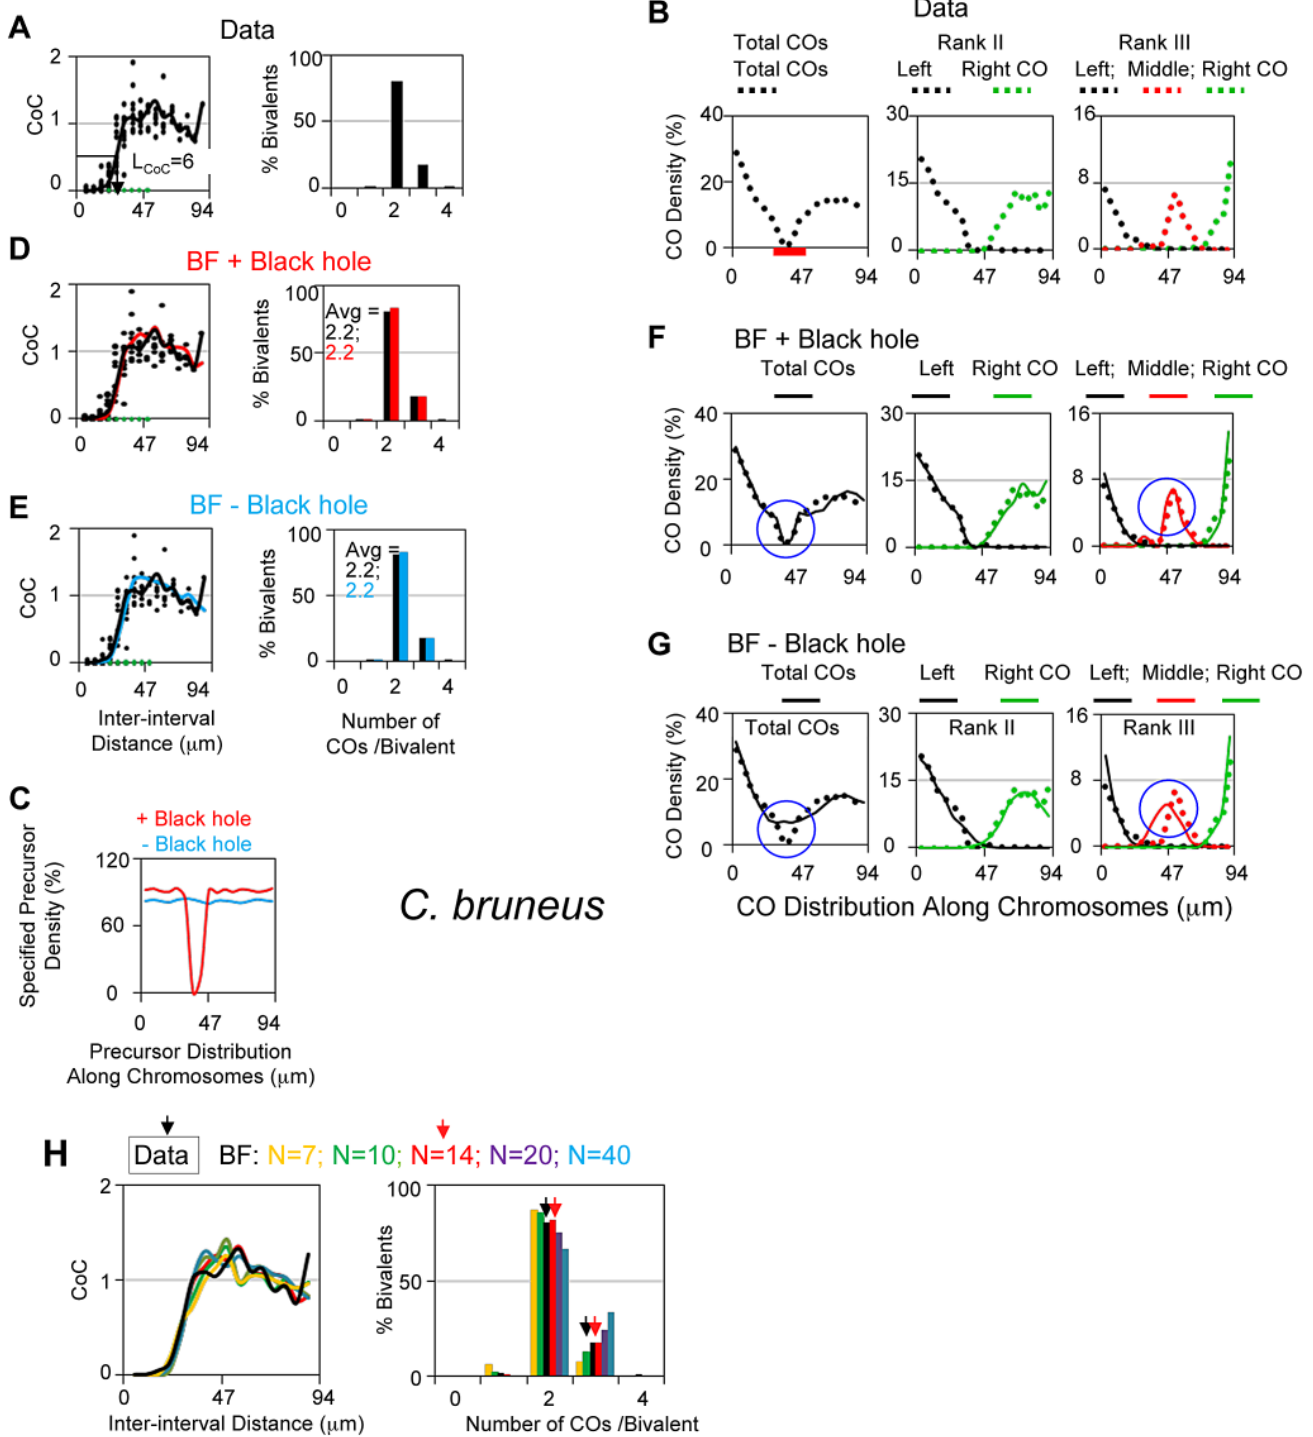 A
Data
2
1
0
CoC
L_CoC=6
0 47 94
100
50
0
% Bivalents
0 2 4
B
Data
Total COs
Total COs
Rank II
Left Right CO
Rank III
Left; Middle; Right CO
CO Density (%)
40
20
0
0 47 94
30
15
0
0 47 94
16
8
0
0 47 94
D
BF + Black hole
2
1
0
CoC
0 47 94
100
50
0
% Bivalents
Avg =
2.2;
2.2
0 2 4
F
BF + Black hole
Total COs
Left Right CO
Left; Middle; Right CO
CO Density (%)
40
20
0
0 47 94
30
15
0
0 47 94
16
8
0
0 47 94
E
BF - Black hole
2
1
0
CoC
0 47 94
Inter-interval
Distance (μm)
100
50
0
% Bivalents
Avg =
2.2;
2.2
0 2 4
Number of
COs /Bivalent
G
BF - Black hole
Total COs
Left Right CO
Left; Middle; Right CO
CO Density (%)
40
20
0
Total COs
0 47 94
30
15
0
Rank II
0 47 94
16
8
0
Rank III
0 47 94
CO Distribution Along Chromosomes (μm)
C
+ Black hole
- Black hole
Specified Precursor
Density (%)
120
60
0
0 47 94
Precursor Distribution
Along Chromosomes (μm)
C. bruneus
H
Data BF: N=7; N=10; N=14; N=20; N=40
2
1
0
CoC
0 47 94
Inter-interval Distance (μm)
100
50
0
% Bivalents
0 2 4
Number of COs /Bivalent